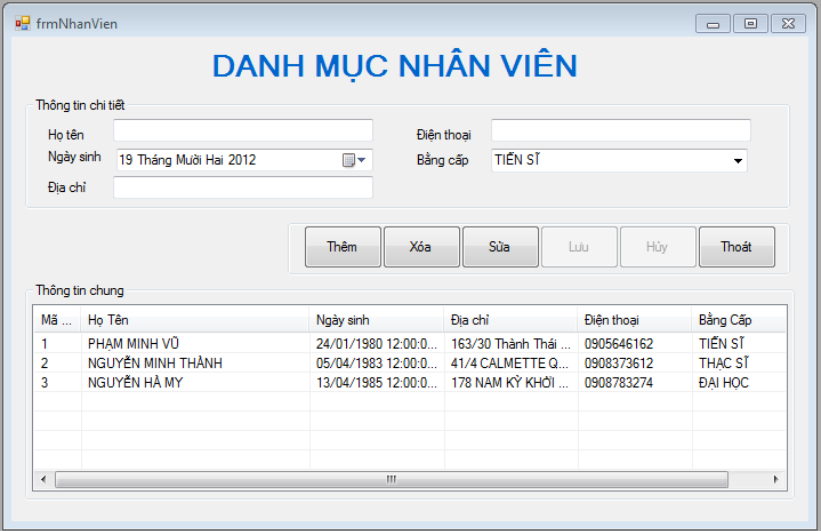 frmNhanVien
DANH MỤC NHÂN VIÊN
Thông tin chi tiết
Họ tên
Điện thoại
Ngày sinh 19 Tháng Mười Hai 2012
Bằng cấp TIẾN SĨ
Địa chỉ
Thêm Xóa Sửa Lưu Hủy Thoát
Thông tin chung
Mã ... Họ Tên Ngày sinh Địa chỉ Điện thoại Bằng Cấp
1 PHẠM MINH VŨ 24/01/1980 12:00:0... 163/30 Thành Thái ... 0905646162 TIẾN SĨ
2 NGUYỄN MINH THÀNH 05/04/1983 12:00:0... 41/4 CALMETTE Q... 0908373612 THẠC SĨ
3 NGUYỄN HÀ MY 13/04/1985 12:00:0... 178 NAM KỲ KHỞI ... 0908783274 ĐẠI HỌC